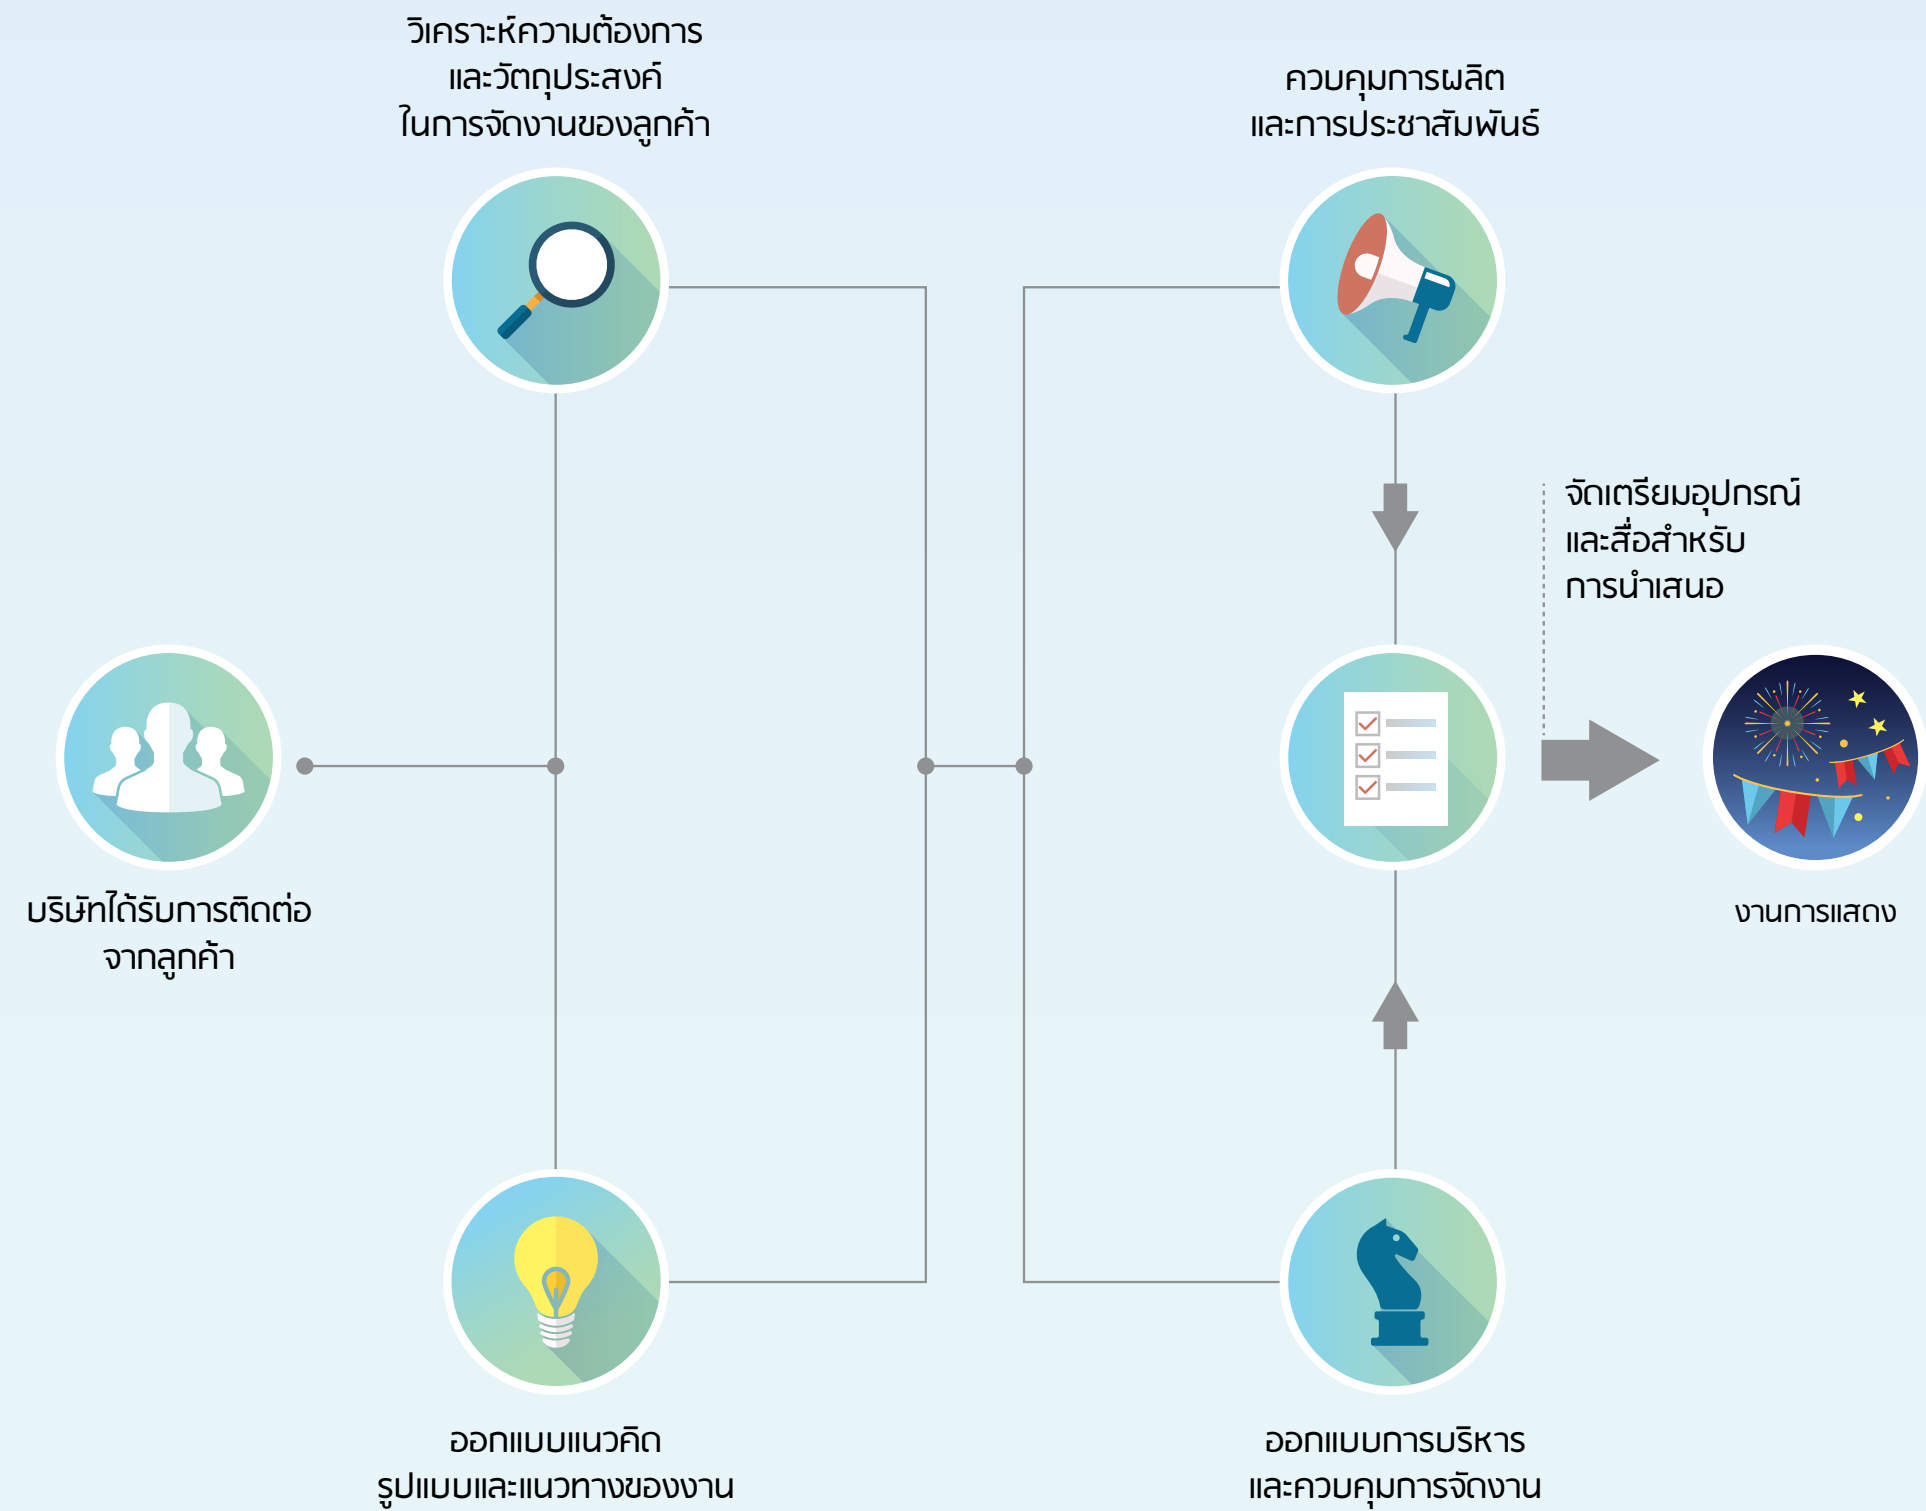 วิเคราะห์ความต้องการ
และวัตถุประสงค์
ในการจัดงานของลูกค้า
ควบคุมการผลิต
และการประชาสัมพันธ์
จัดเตรียมอุปกรณ์
และสื่อสำหรับ
การนำเสนอ
บริษัทได้รับการติดต่อ
จากลูกค้า
งานการแสดง
ออกแบบแนวคิด
รูปแบบและแนวทางของงาน
ออกแบบการบริหาร
และควบคุมการจัดงาน